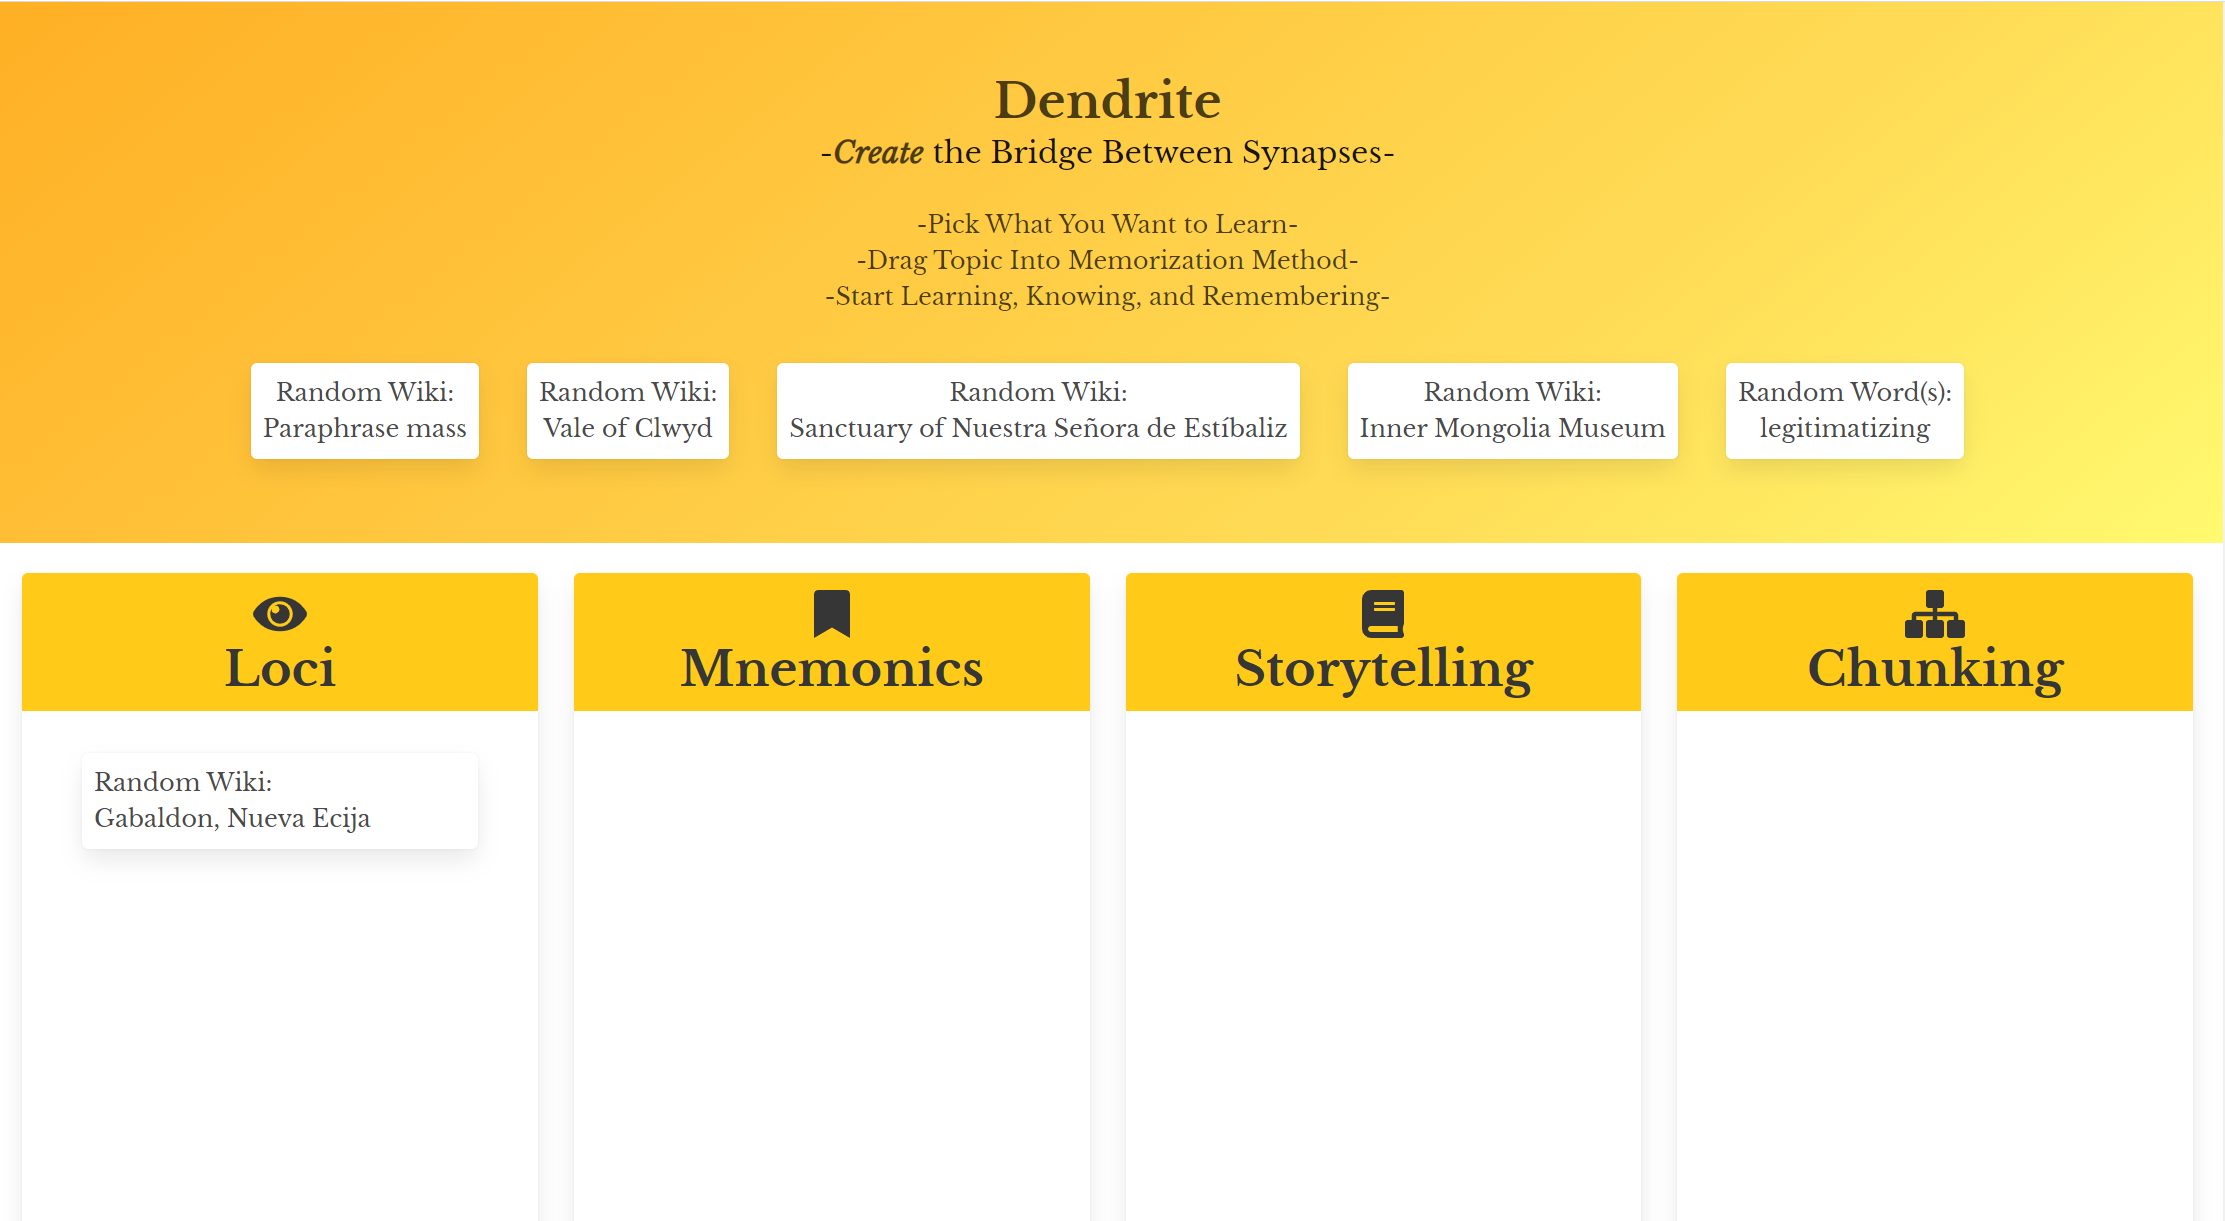 Dendrite
-Create the Bridge Between Synapses-
-Pick What You Want to Learn-
-Drag Topic Into Memorization Method-
-Start Learning, Knowing, and Remembering-
Random Wiki:
Paraphrase mass
Random Wiki:
Vale of Clwyd
Random Wiki:
Sanctuary of Nuestra Señora de Estíbaliz
Random Wiki:
Inner Mongolia Museum
Random Word(s):
legitimatizing
Loci
Random Wiki:
Gabaldon, Nueva Ecija
Mnemonics
Storytelling
Chunking